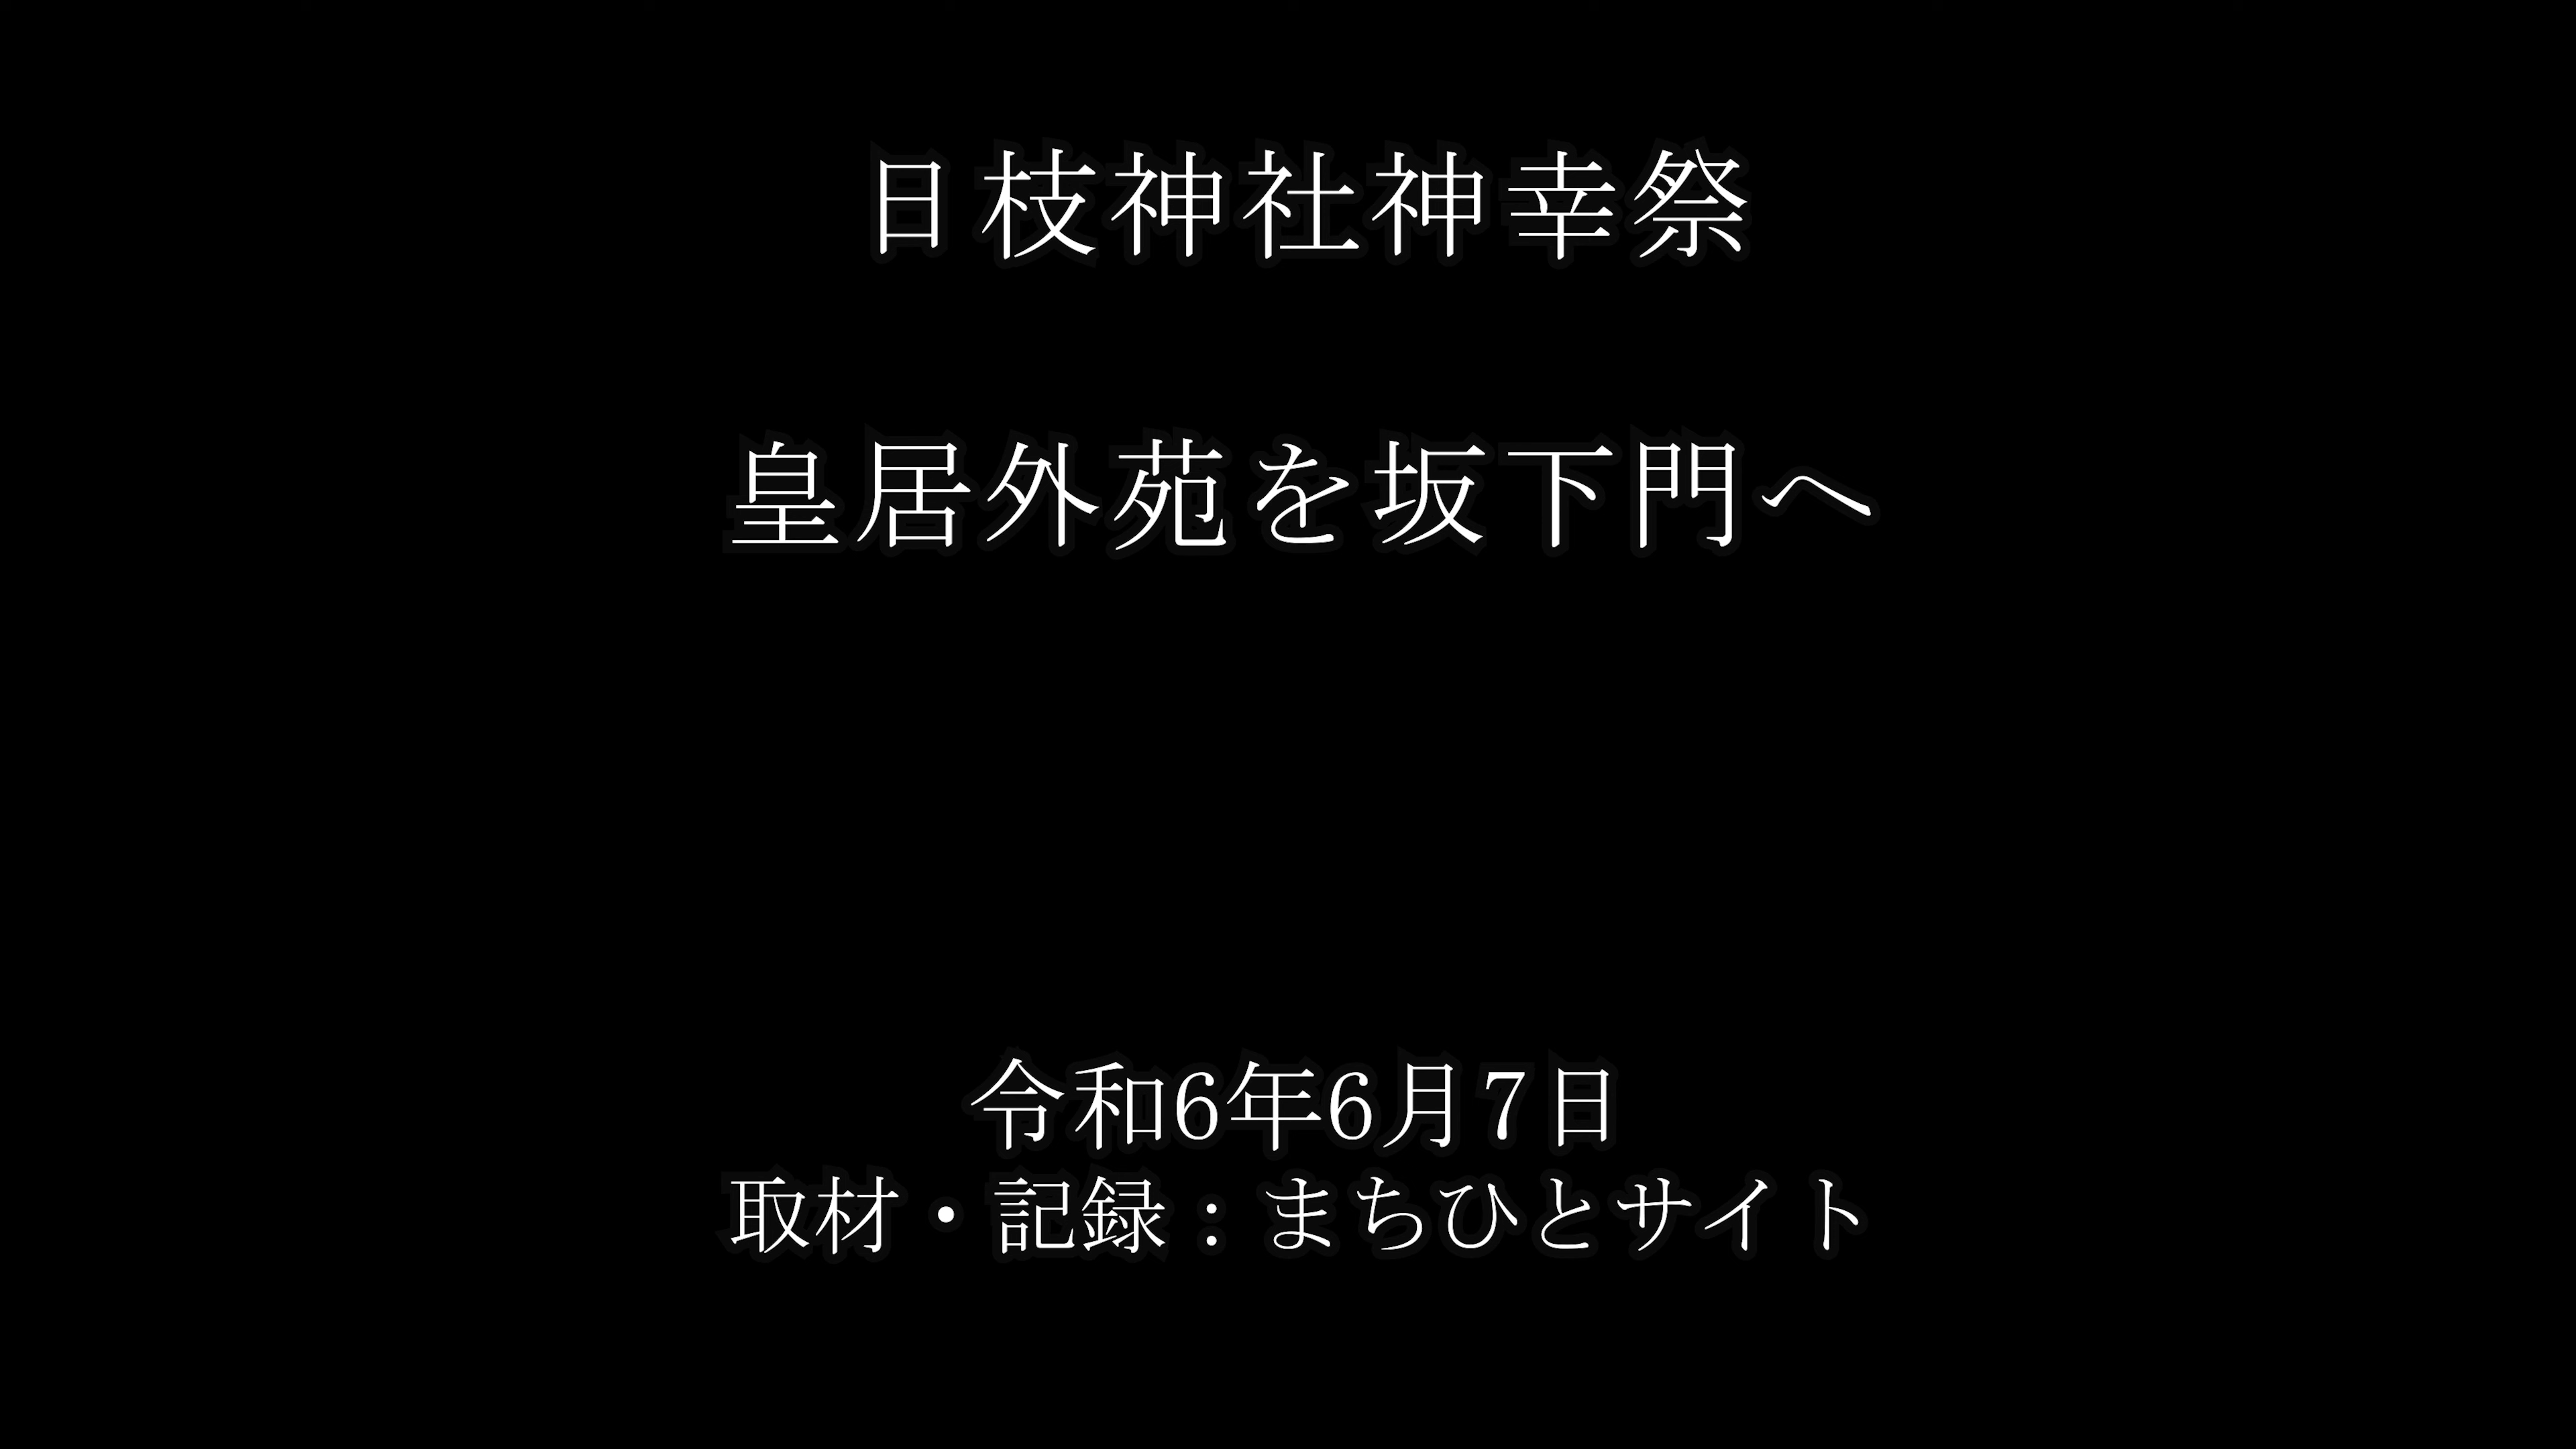 日枝神社神幸祭
皇居外苑を坂下門へ
令和6年6月7日
取材・記録：まちひとサイト